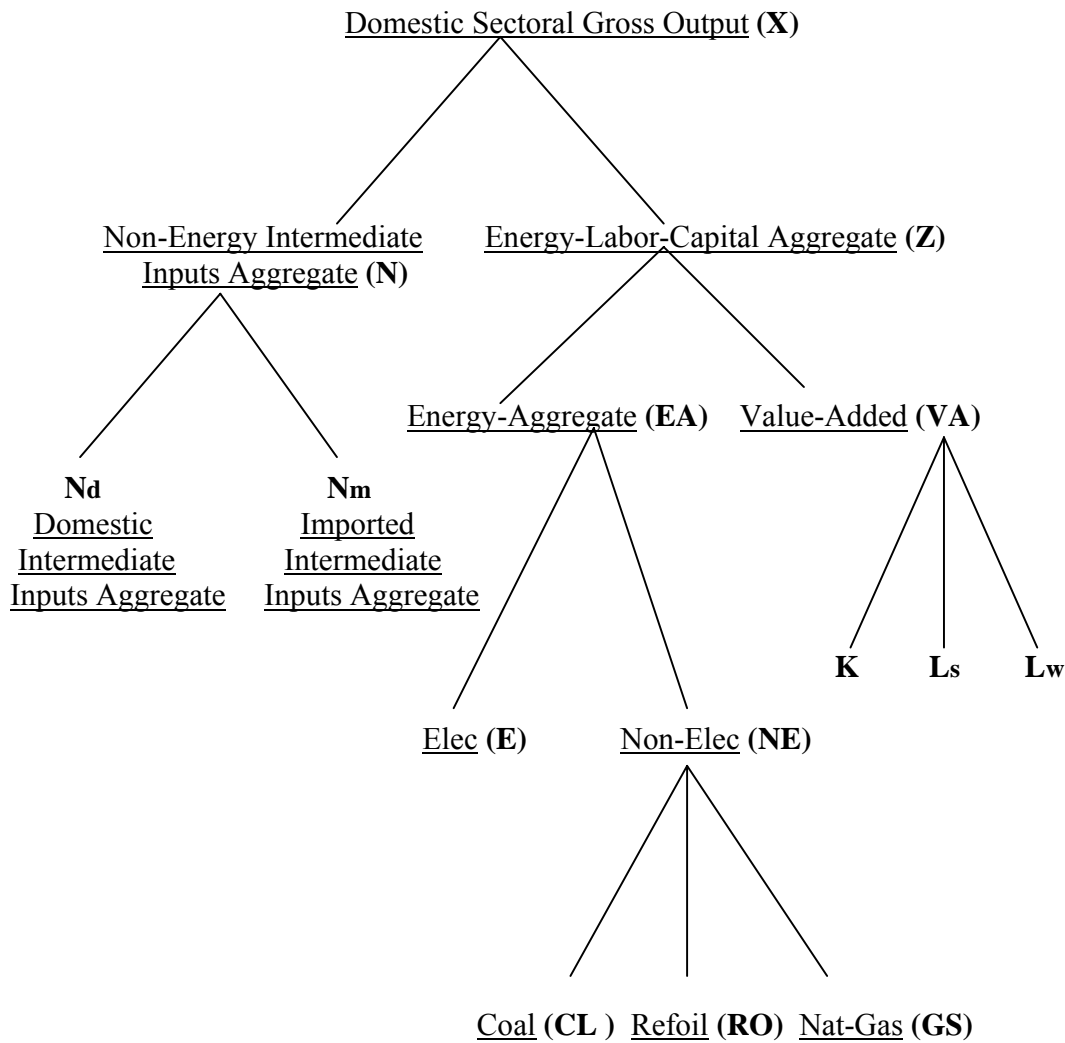 Domestic Sectoral Gross Output (X)
Non-Energy Intermediate
Inputs Aggregate (N)
Energy-Labor-Capital Aggregate (Z)
Energy-Aggregate (EA)
Value-Added (VA)
Nd
Domestic
Intermediate
Inputs Aggregate
Nm
Imported
Intermediate
Inputs Aggregate
K
Ls
Lw
Elec (E)
Non-Elec (NE)
Coal (CL )
Refoil (RO)
Nat-Gas (GS)